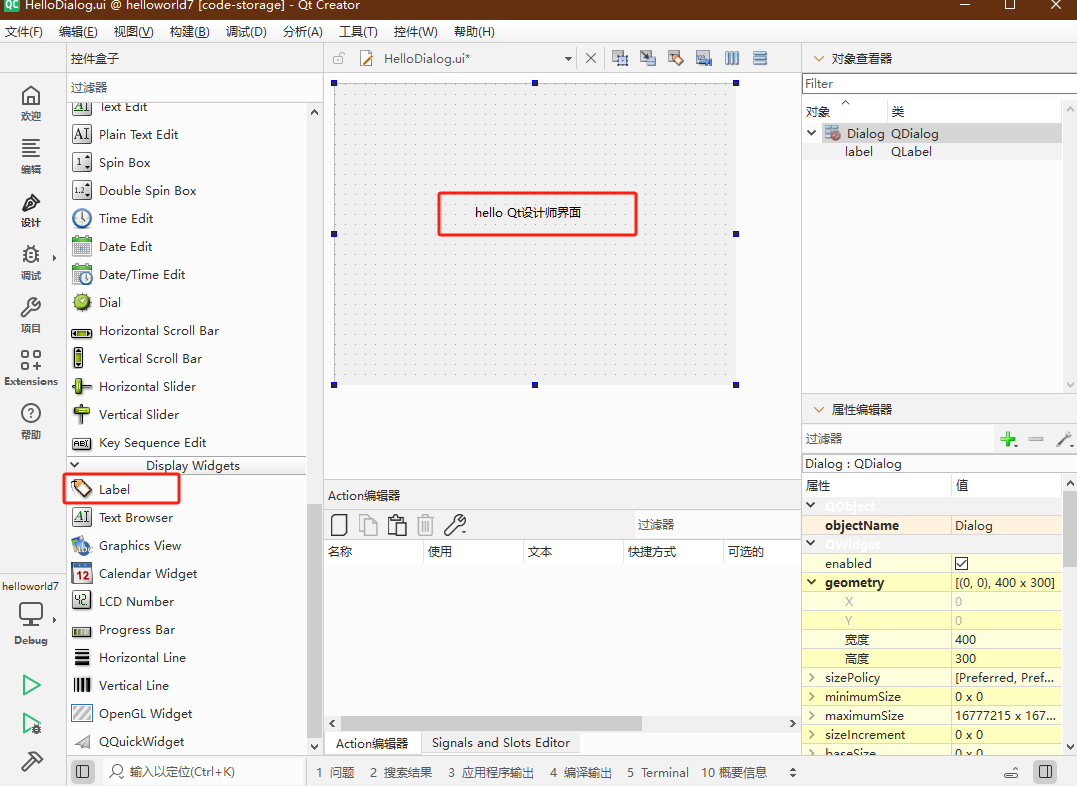 HelloDialog.ui @ helloworld7 [code-storage] - Qt Creator
文件(F) 编辑(E) 视图(V) 构建(B) 调试(D) 分析(A) 工具(T) 控件(W) 帮助(H)
欢迎
编辑
设计
调试
项目
Extensions
帮助
helloworld7
Debug
控件盒子
过滤器
Text Edit
Plain Text Edit
Spin Box
Double Spin Box
Time Edit
Date Edit
Date/Time Edit
Dial
Horizontal Scroll Bar
Vertical Scroll Bar
Horizontal Slider
Vertical Slider
Key Sequence Edit
Display Widgets
Label
Text Browser
Graphics View
Calendar Widget
LCD Number
Progress Bar
Horizontal Line
Vertical Line
OpenGL Widget
QQuickWidget
HelloDialog.ui*
hello Qt设计师界面
Action编辑器
过滤器
名称 使用 文本 快捷方式 可选的
Action编辑器 Signals and Slots Editor
对象查看器
Filter
对象 类
Dialog QDialog
label QLabel
属性编辑器
过滤器
Dialog : QDialog
属性 值
QObject
objectName Dialog
QWidget
enabled
geometry [(0, 0), 400 x 300]
X 0
Y 0
宽度 400
高度 300
sizePolicy [Preferred, Pref...
minimumSize 0 x 0
maximumSize 16777215 x 167...
sizeIncrement 0 x 0
baseSize 0 x 0
输入以定位(Ctrl+K) 1 问题 2 搜索结果 3 应用程序输出 4 编译输出 5 Terminal 10 概要信息